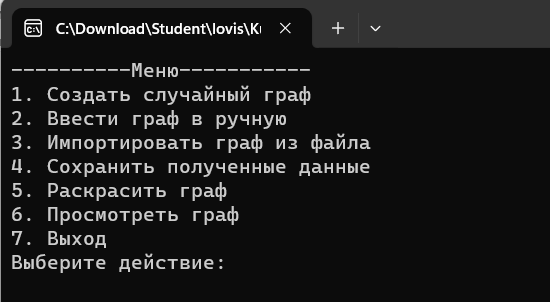 C:\Download\Student\lovis\Ku
----------Меню-----------
1. Создать случайный граф
2. Ввести граф в ручную
3. Импортировать граф из файла
4. Сохранить полученные данные
5. Раскрасить граф
6. Просмотреть граф
7. Выход
Выберите действие: